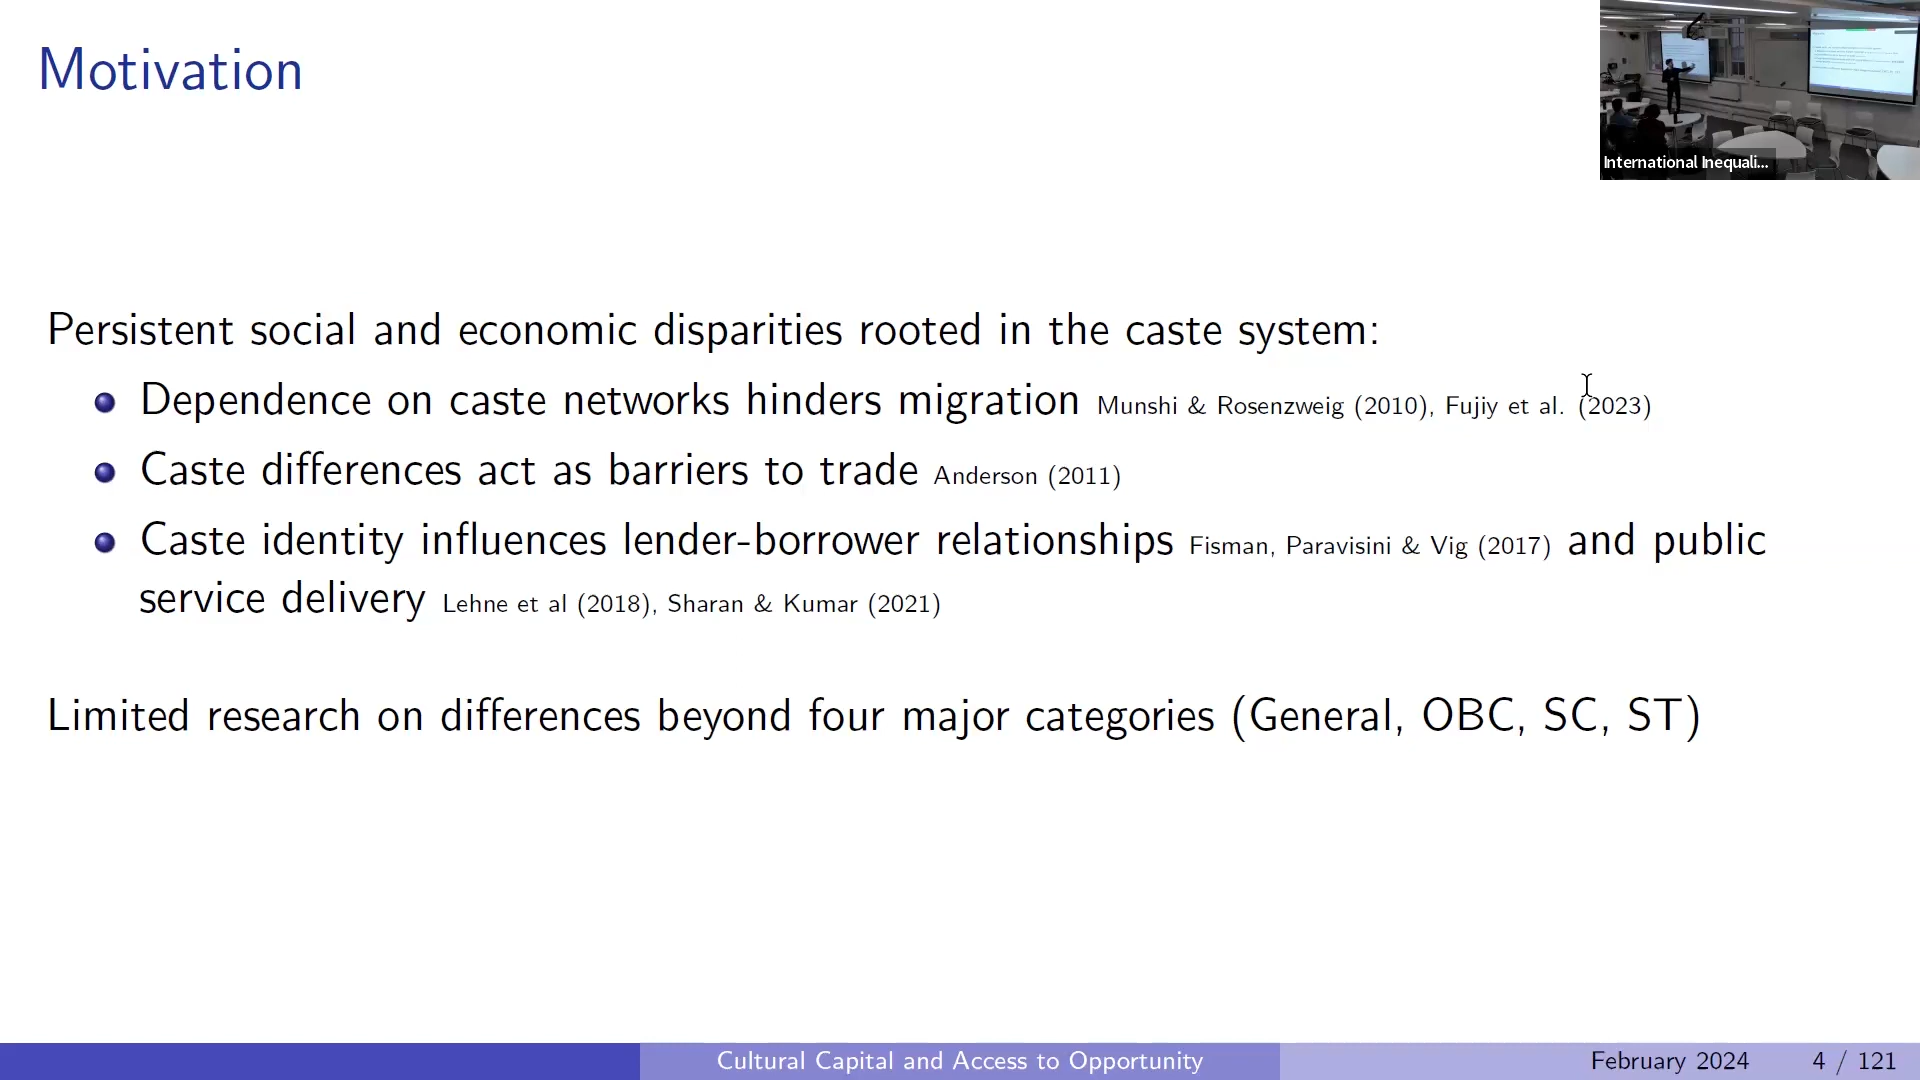 Motivation
International Inequali...
Persistent social and economic disparities rooted in the caste system:
Dependence on caste networks hinders migration Munshi & Rosenzweig (2010), Fujiy et al. (2023)
Caste differences act as barriers to trade Anderson (2011)
Caste identity influences lender-borrower relationships Fisman, Paravisini & Vig (2017) and public
service delivery Lehne et al (2018), Sharan & Kumar (2021)
Limited research on differences beyond four major categories (General, OBC, SC, ST)
Cultural Capital and Access to Opportunity
February 2024 4 / 121